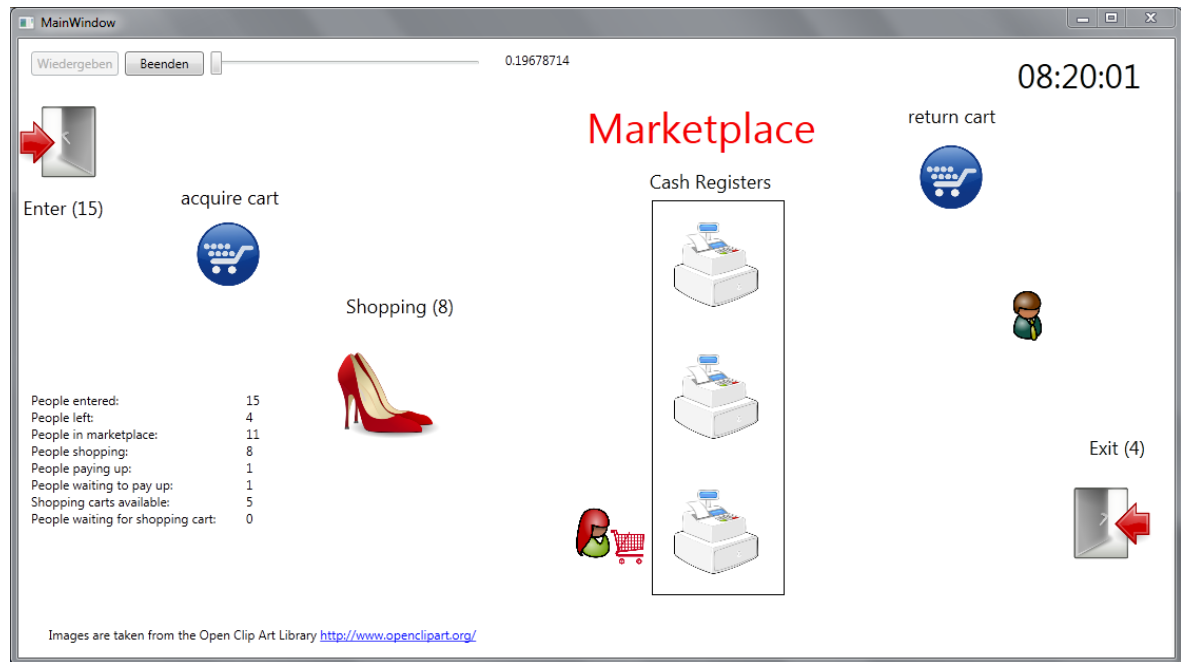 MainWindow
Wiedergeben Beenden 0.19678714
08:20:01
Marketplace
return cart
Cash Registers
Enter (15)
acquire cart
Shopping (8)
People entered: 15
People left: 4
People in marketplace: 11
People shopping: 8
People paying up: 1
People waiting to pay up: 1
Shopping carts available: 5
People waiting for shopping cart: 0
Exit (4)
Images are taken from the Open Clip Art Library http://www.openclipart.org/